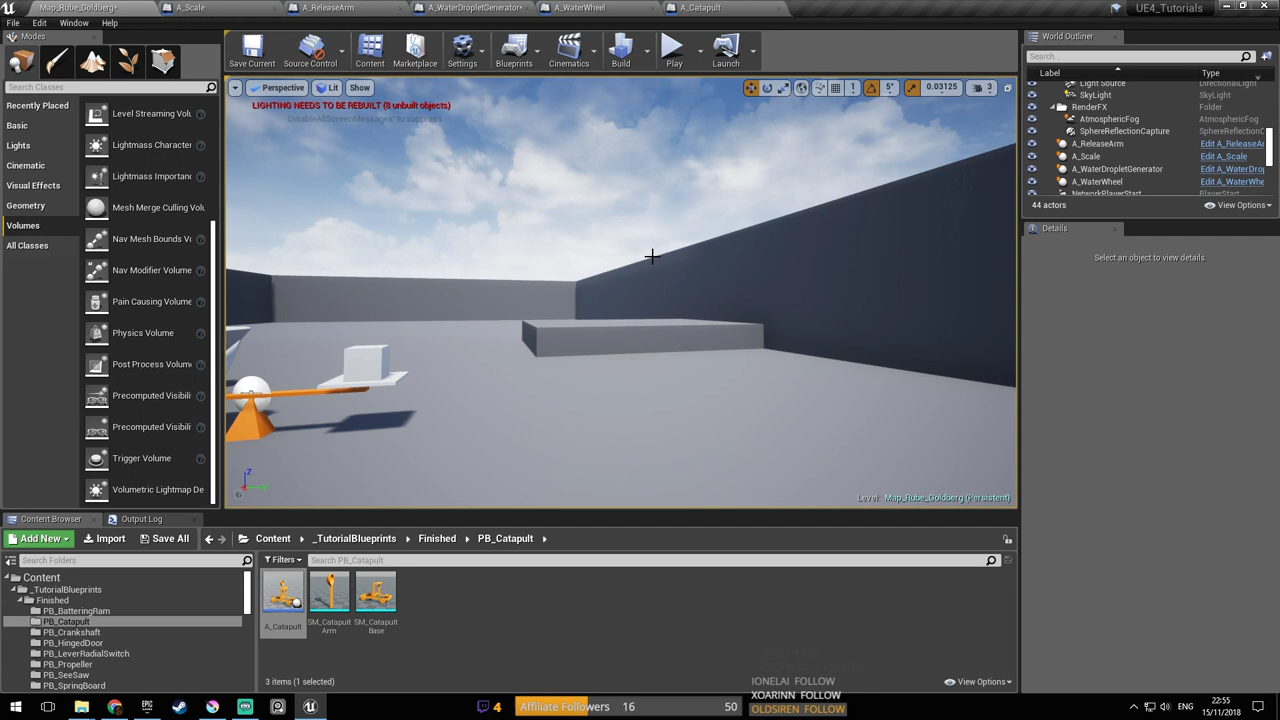 Map_Rube_Goldberg*
A_Scale
A_ReleaseArm
A_WaterDropletGenerator*
A_WaterWheel
A_Catapult
UE4_Tutorials
File
Edit
Window
Help
Modes
Search Classes
Recently Placed
Basic
Lights
Cinematic
Visual Effects
Geometry
Volumes
All Classes
Level Streaming Volu
Lightmass Character
Lightmass Importanc
Mesh Merge Culling Volu
Nav Mesh Bounds Vo
Nav Modifier Volume
Pain Causing Volume
Physics Volume
Post Process Volume
Precomputed Visibili
Precomputed Visibili
Trigger Volume
Volumetric Lightmap De
Save Current
Source Control
Content
Marketplace
Settings
Blueprints
Cinematics
Build
Play
Launch
Perspective
Lit
Show
1
5°
0.03125
3
LIGHTING NEEDS TO BE REBUILT (8 unbuilt objects)
'DisableAllScreenMessages' to suppress
Z
Level: Map_Rube_Goldberg (Persistent)
World Outliner
Search...
Label
Type
Light Source
DirectionalLight
SkyLight
SkyLight
RenderFX
Folder
AtmosphericFog
AtmosphericFog
SphereReflectionCapture
SphereReflectionC
A_ReleaseArm
Edit A_ReleaseAr
A_Scale
Edit A_Scale
A_WaterDropletGenerator
Edit A_WaterDrop
A_WaterWheel
Edit A_WaterWhe
NetworkPlayerStart
PlayerStart
44 actors
View Options
Details
Select an object to view details.
Content Browser
Output Log
Add New
Import
Save All
Content
_TutorialBlueprints
Finished
PB_Catapult
Search Folders
Filters
Search PB_Catapult
Content
_TutorialBlueprints
Finished
PB_BatteringRam
PB_Catapult
PB_Crankshaft
PB_HingedDoor
PB_LeverRadialSwitch
PB_Propeller
PB_SeeSaw
PB_SpringBoard
A_Catapult
SM_Catapult
Arm
SM_Catapult
Base
3 items (1 selected)
View Options
IONELAI FOLLOW
XOARINN FOLLOW
OLDSIREN FOLLOW
4
Affiliate Followers
16
50
ENG
22:55
15/11/2018